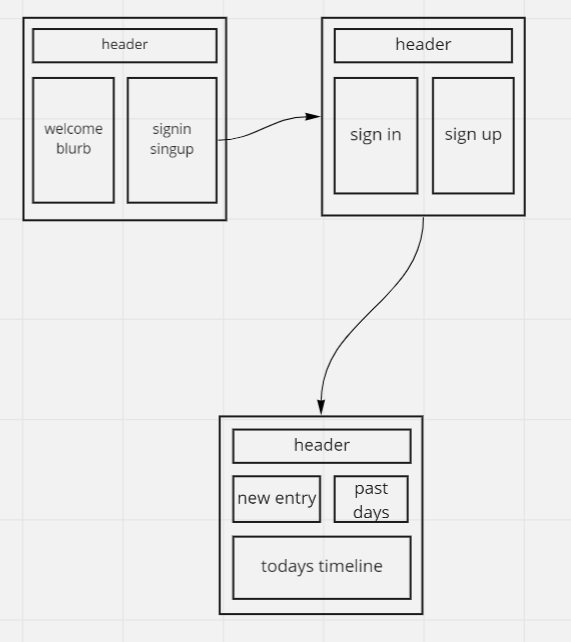 header
welcome
blurb
signin
singup
header
sign in
sign up
header
new entry
past
days
todays timeline